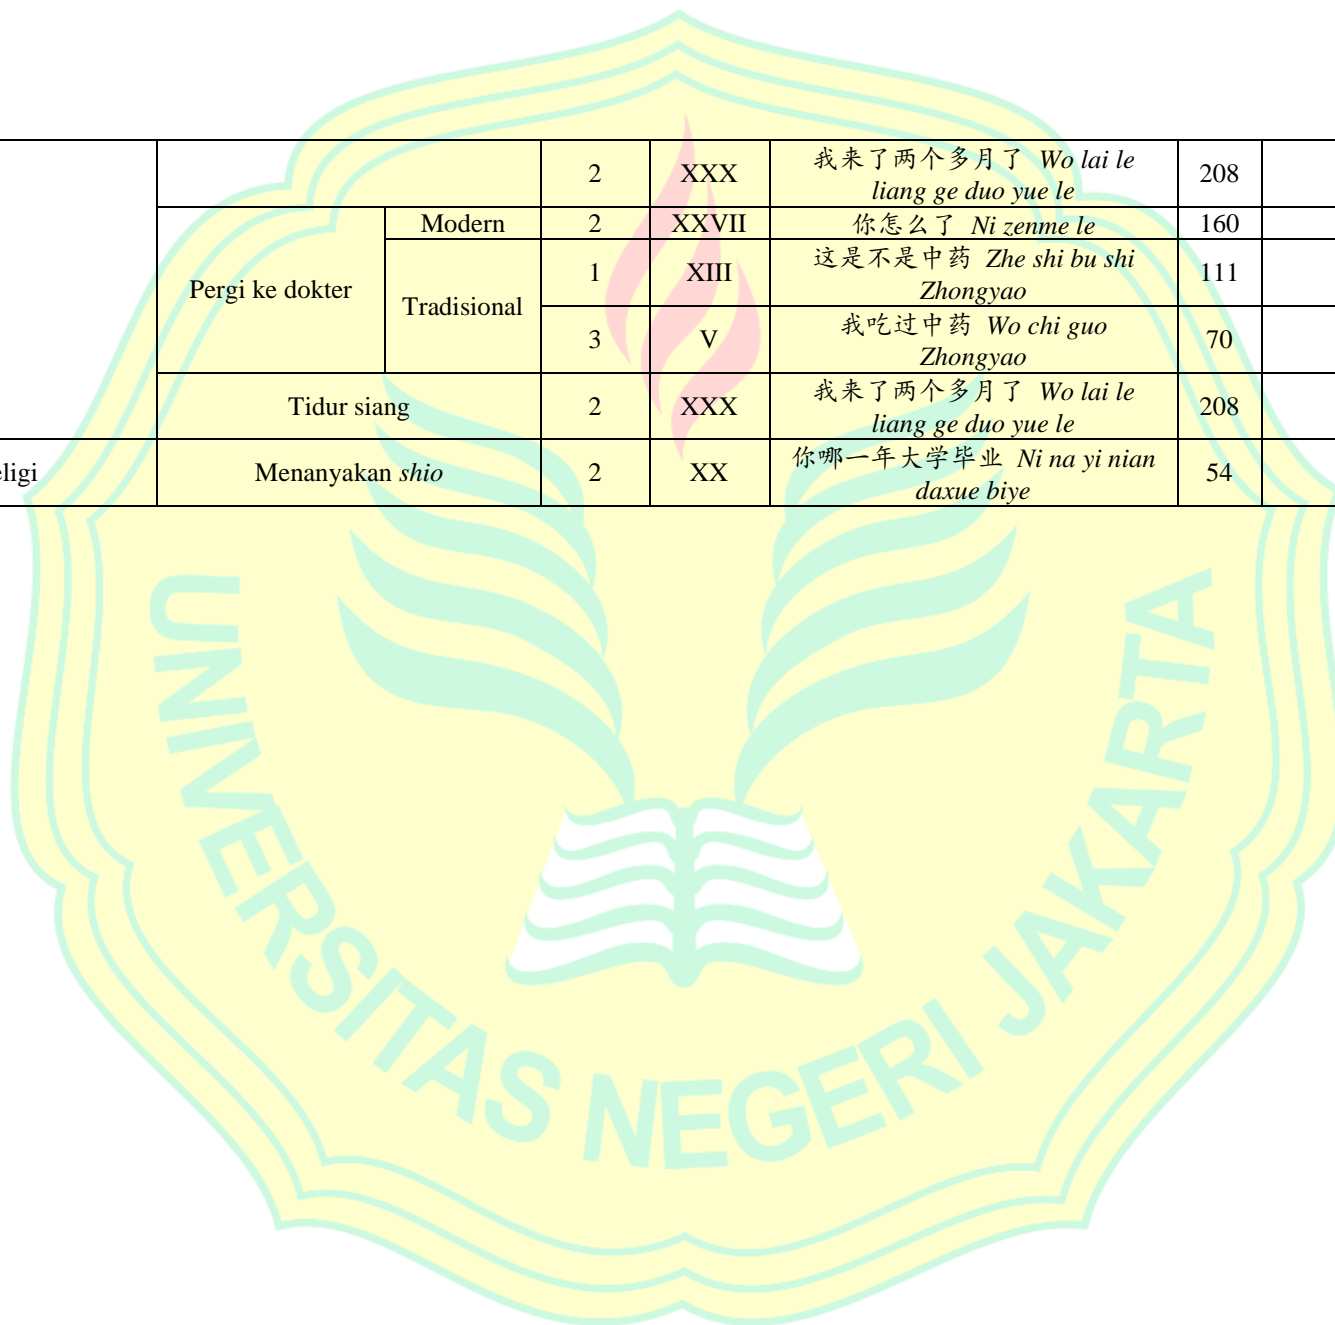 2 XXX 我来了两个多月了 Wo lai le
liang ge duo yue le 208
Pergi ke dokter Modern 2 XXVII 你怎么了 Ni zenme le 160
Tradisional 1 XIII 这是不是中药 Zhe shi bu shi
Zhongyao 111
3 V 我吃过中药 Wo chi guo
Zhongyao 70
Tidur siang 2 XXX 我来了两个多月了 Wo lai le
liang ge duo yue le 208
eligi Menanyakan shio 2 XX 你哪一年大学毕业 Ni na yi nian
daxue biye 54
UNIVERSITAS NEGERI JAKARTA